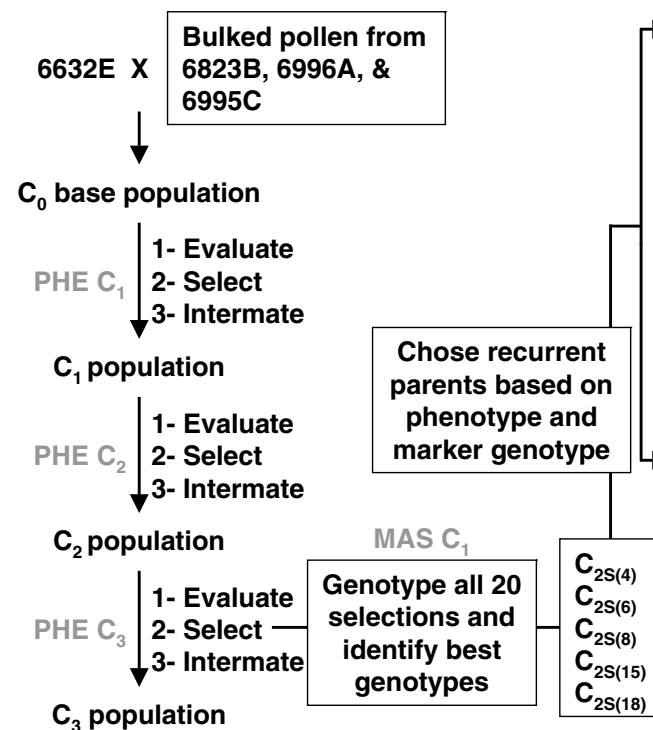 6632E X
Bulked pollen from
6823B, 6996A, &
6995C
C0 base population
PHE C1
1- Evaluate
2- Select
3- Intermate
C1 population
PHE C2
1- Evaluate
2- Select
3- Intermate
C2 population
PHE C3
1- Evaluate
2- Select
3- Intermate
C3 population
MAS C1
Genotype all 20
selections and
identify best
genotypes
Chose recurrent
parents based on
phenotype and
marker genotype
C2S(4)
C2S(6)
C2S(8)
C2S(15)
C2S(18)